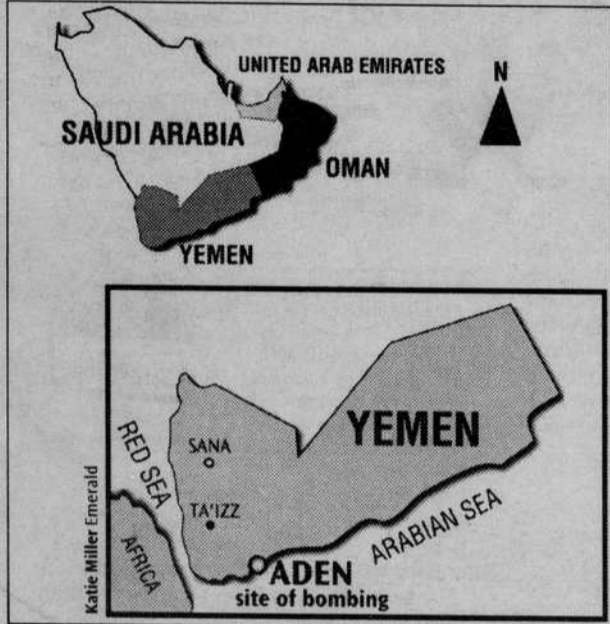 UNITED ARAB EMIRATES
N
SAUDI ARABIA
OMAN
YEMEN
YEMEN
SANA
RED SEA
TA'IZZ
ARABIAN SEA
AFRICA
ADEN
site of bombing
Katie Miller Emerald